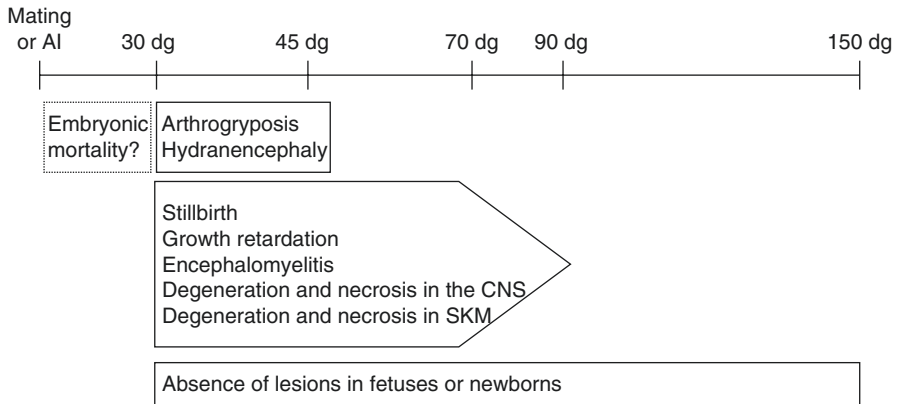 Mating
or AI 30 dg 45 dg 70 dg 90 dg 150 dg
Embryonic
mortality?
Arthrogryposis
Hydranencephaly
Stillbirth
Growth retardation
Encephalomyelitis
Degeneration and necrosis in the CNS
Degeneration and necrosis in SKM
Absence of lesions in fetuses or newborns